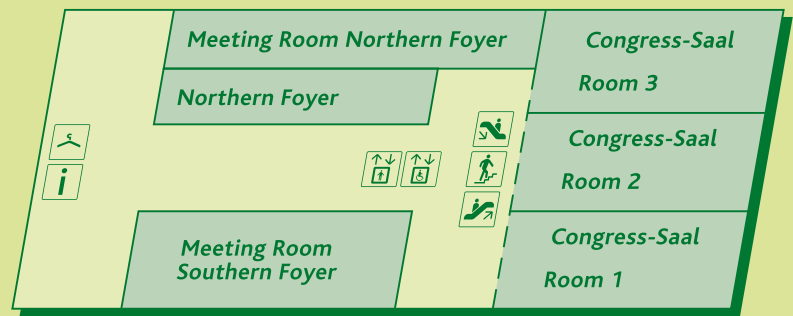 Meeting Room Northern Foyer
Northern Foyer
Congress-Saal
Room 3
Congress-Saal
Room 2
i
Meeting Room
Southern Foyer
Congress-Saal
Room 1